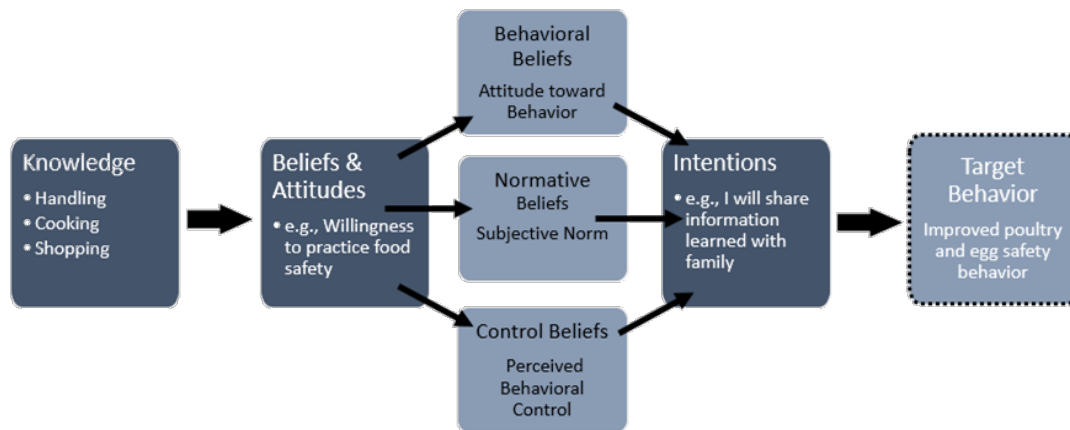 Knowledge
• Handling
• Cooking
• Shopping
Beliefs &
Attitudes
• e.g., Willingness
to practice food
safety
Behavioral
Beliefs
Attitude toward
Behavior
Normative
Beliefs
Subjective Norm
Control Beliefs
Perceived
Behavioral
Control
Intentions
• e.g., I will share
information
learned with
family
Target
Behavior
Improved poultry
and egg safety
behavior